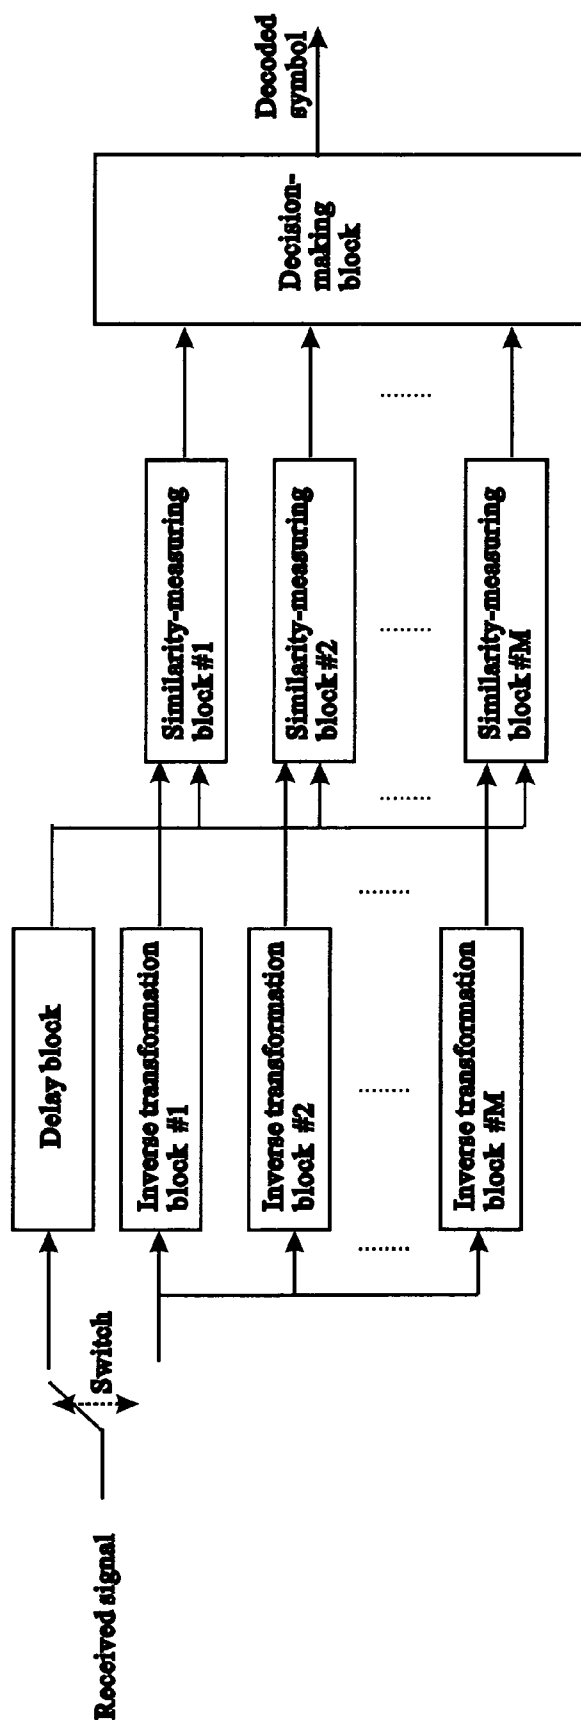 Received signal
Switch
Delay block
Inverse transformation
block #1
Inverse transformation
block #2
Inverse transformation
block #M
Similarity-measuring
block #1
Similarity-measuring
block #2
Similarity-measuring
block #M
Decision-
making
block
Decoded
symbol